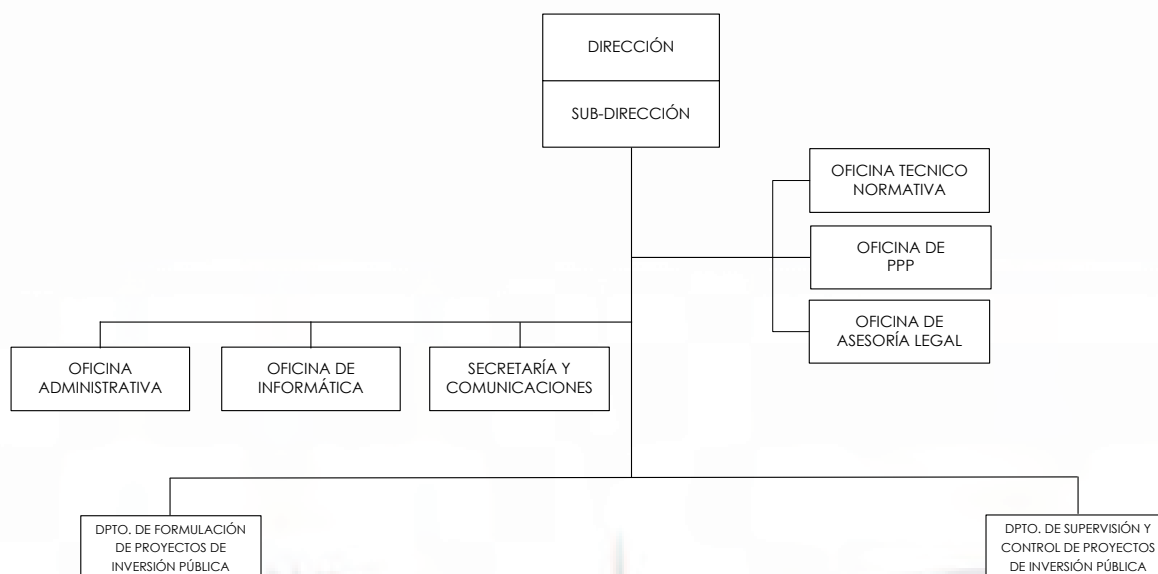 DIRECCIÓN
SUB-DIRECCIÓN
OFICINA TECNICO
NORMATIVA
OFICINA DE
PPP
OFICINA DE
ASESORÍA LEGAL
OFICINA
ADMINISTRATIVA
OFICINA DE
INFORMÁTICA
SECRETARÍA Y
COMUNICACIONES
DPTO. DE FORMULACIÓN
DE PROYECTOS DE
INVERSIÓN PÚBLICA
DPTO. DE SUPERVISIÓN Y
CONTROL DE PROYECTOS
DE INVERSIÓN PÚBLICA